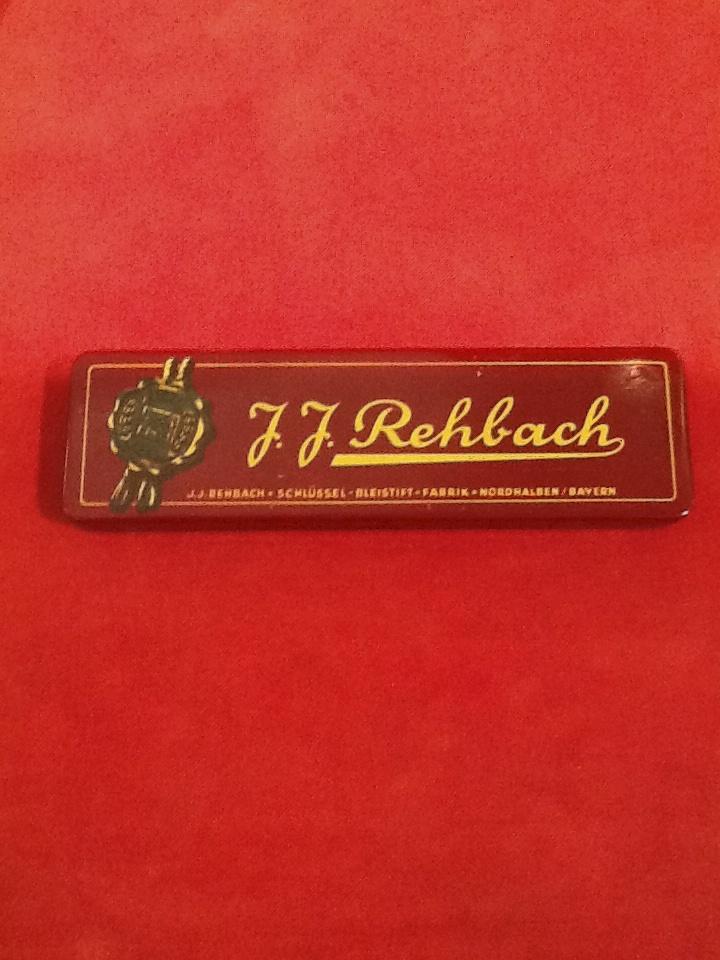 J. J. Rehbach
J.J. REHBACH - SCHLÜSSEL - BLEISTIFT - FABRIK - NORDHALBEN / BAYERN